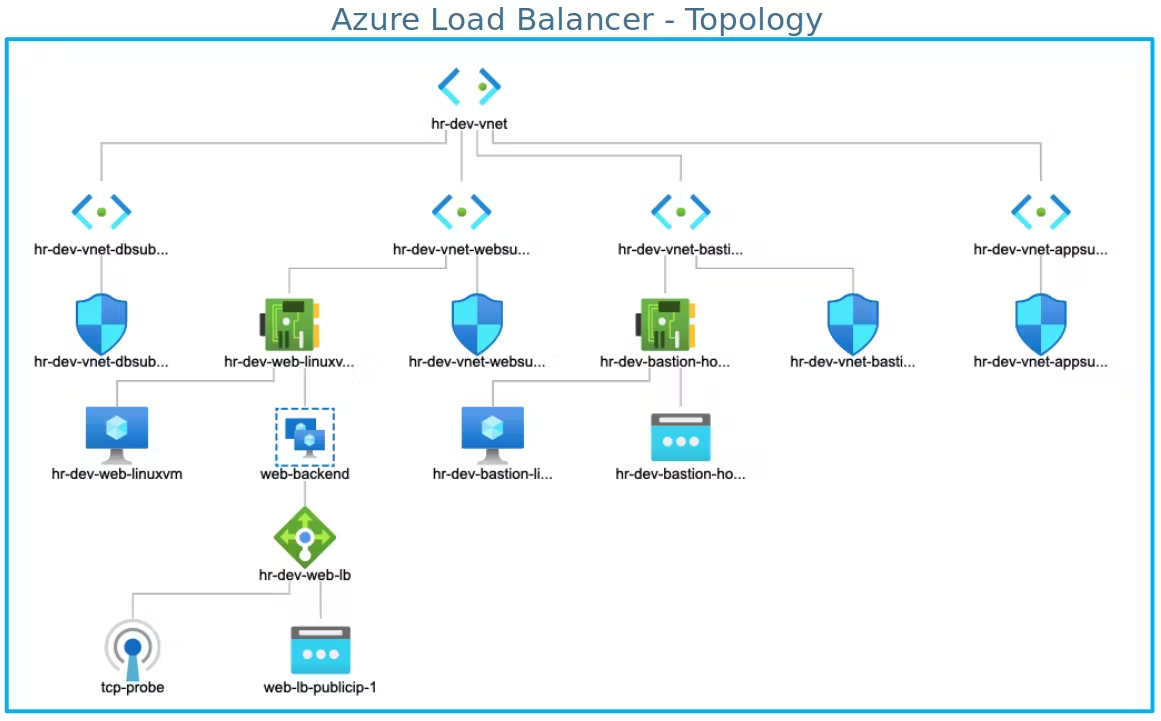 Azure Load Balancer - Topology
hr-dev-vnet
hr-dev-vnet-dbsub...
hr-dev-vnet-websu...
hr-dev-vnet-basti...
hr-dev-vnet-appsu...
hr-dev-vnet-dbsub...
hr-dev-web-linuxv...
hr-dev-vnet-websu...
hr-dev-bastion-ho...
hr-dev-vnet-basti...
hr-dev-vnet-appsu...
hr-dev-web-linuxvm
web-backend
hr-dev-bastion-li...
hr-dev-bastion-ho...
hr-dev-web-lb
tcp-probe
web-lb-publicip-1